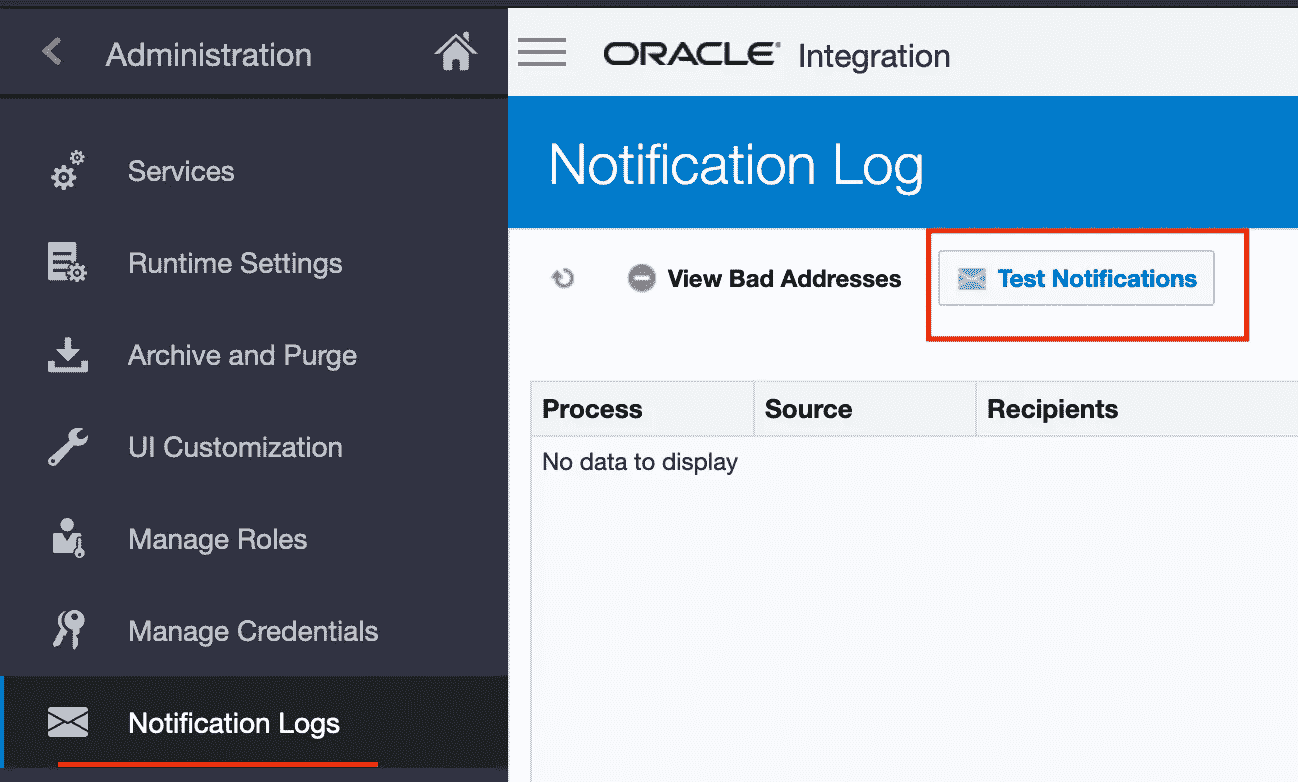 Administration
ORACLE Integration
Services
Runtime Settings
Archive and Purge
UI Customization
Manage Roles
Manage Credentials
Notification Logs
Notification Log
View Bad Addresses
Test Notifications
Process
Source
Recipients
No data to display